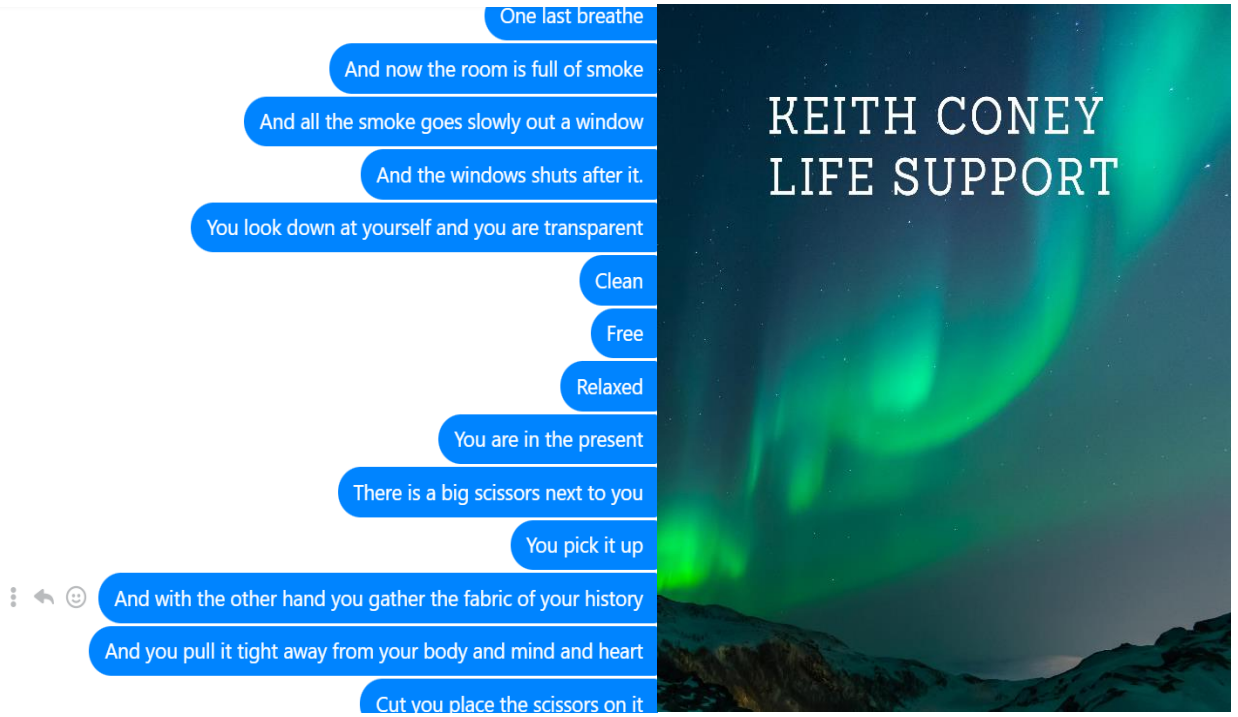 One last breathe
And now the room is full of smoke
And all the smoke goes slowly out a window
And the windows shuts after it.
You look down at yourself and you are transparent
Clean
Free
Relaxed
You are in the present
There is a big scissors next to you
You pick it up
And with the other hand you gather the fabric of your history
And you pull it tight away from your body and mind and heart
Cut you place the scissors on it
KEITH CONEY
LIFE SUPPORT